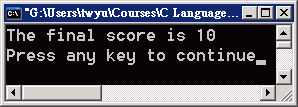 "G:\Users\twyu\Courses\C Language...
The final score is 10
Press any key to continue_